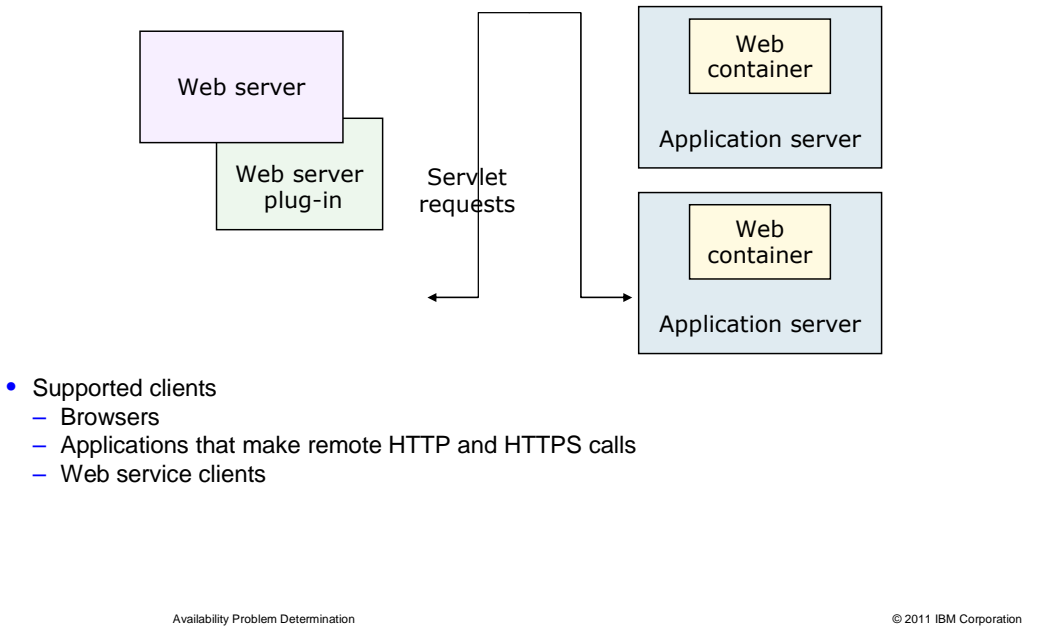 Web server
Web server
plug-in
Servlet
requests
Web
container
Application server
Web
container
Application server
• Supported clients
– Browsers
– Applications that make remote HTTP and HTTPS calls
– Web service clients
Availability Problem Determination
© 2011 IBM Corporation